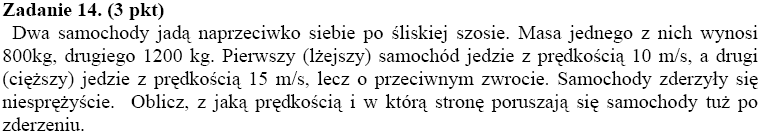 Zadanie 14. (3 pkt)
Dwa samochody jadą naprzeciwko siebie po śliskiej szosie. Masa jednego z nich wynosi
800kg, drugiego 1200 kg. Pierwszy (lżejszy) samochód jedzie z prędkością 10 m/s, a drugi
(cięższy) jedzie z prędkością 15 m/s, lecz o przeciwnym zwrocie. Samochody zderzyły się
niesprężyście. Oblicz, z jaką prędkością i w którą stronę poruszają się samochody tuż po
zderzeniu.